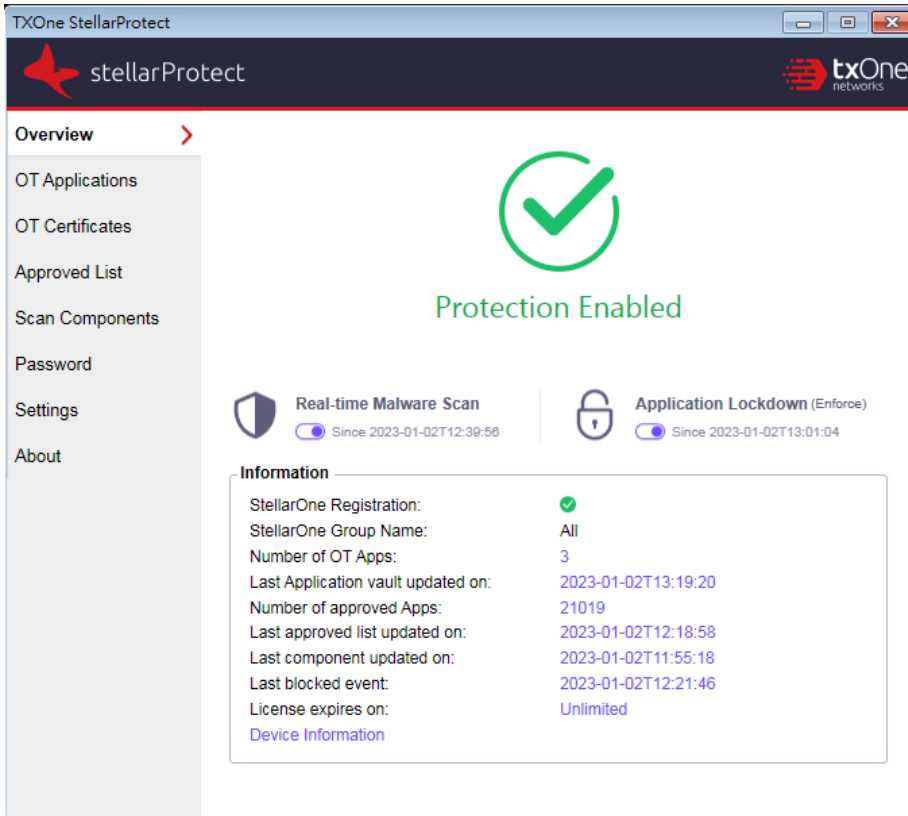 TXOne StellarProtect
stellarProtect
txOne
networks
Overview
OT Applications
OT Certificates
Approved List
Scan Components
Password
Settings
About
Protection Enabled
Real-time Malware Scan
Since 2023-01-02T12:39:56
Application Lockdown (Enforce)
Since 2023-01-02T13:01:04
Information
StellarOne Registration:
StellarOne Group Name: All
Number of OT Apps: 3
Last Application vault updated on: 2023-01-02T13:19:20
Number of approved Apps: 21019
Last approved list updated on: 2023-01-02T12:18:58
Last component updated on: 2023-01-02T11:55:18
Last blocked event: 2023-01-02T12:21:46
License expires on: Unlimited
Device Information